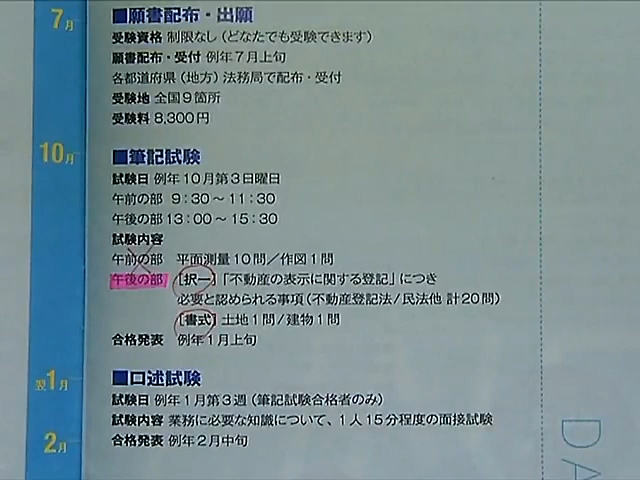 7月
■願書配布・出願
受験資格 制限なし（どなたでも受験できます）
願書配布・受付 例年7月上旬
各都道府県（地方）法務局で配布・受付
受験地 全国9箇所
受験料 8,300円
10月
■筆記試験
試験日 例年10月第3日曜日
午前の部 9:30～11:30
午後の部 13:00～15:30
試験内容
午前の部 平面測量10問／作図1問
午後の部 [択一]「不動産の表示に関する登記」につき
必要と認められる事項（不動産登記法/民法他 計20問）
[書式] 土地1問/建物1問
合格発表 例年1月上旬
翌1月
■口述試験
試験日 例年1月第3週（筆記試験合格者のみ）
試験内容 業務に必要な知識について、1人15分程度の面接試験
2月
合格発表 例年2月中旬
DA